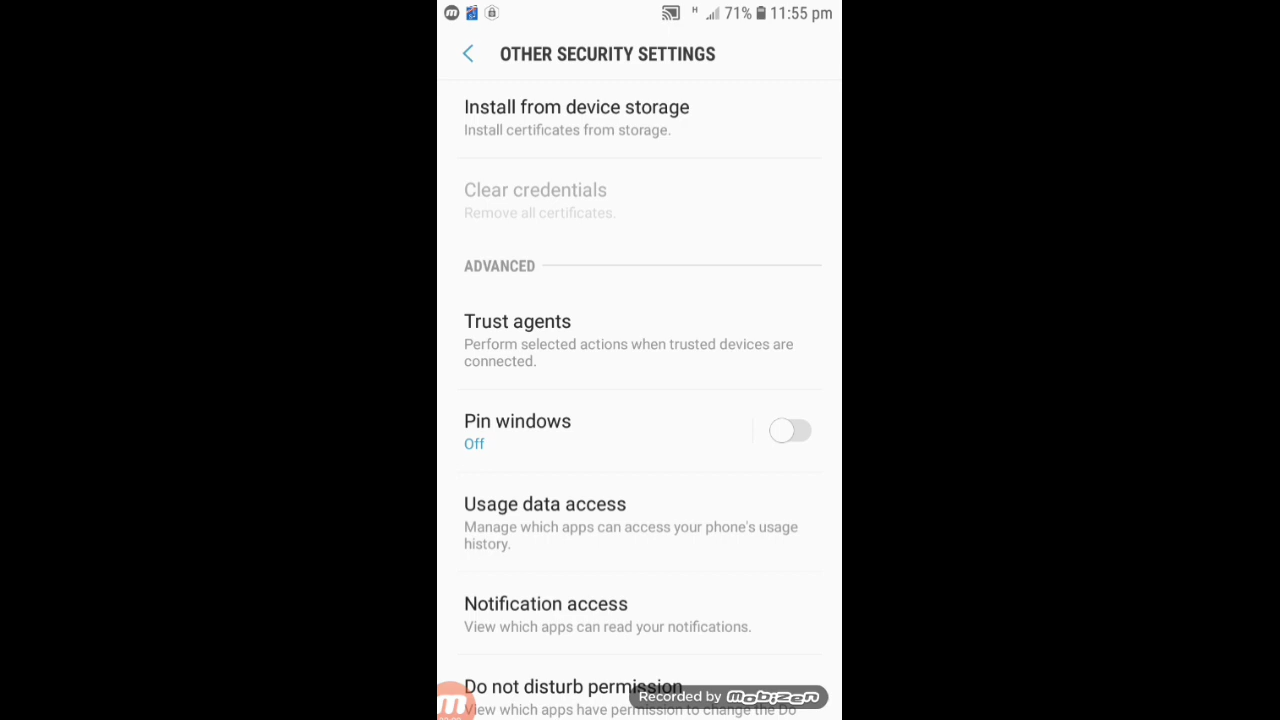 H 71% 11:55 pm
OTHER SECURITY SETTINGS
Install from device storage
Install certificates from storage.
Clear credentials
Remove all certificates.
ADVANCED
Trust agents
Perform selected actions when trusted devices are
connected.
Pin windows
Off
Usage data access
Manage which apps can access your phone's usage
history.
Notification access
View which apps can read your notifications.
Do not disturb permission
Recorded by mobizen
View which apps have permission to change the Do